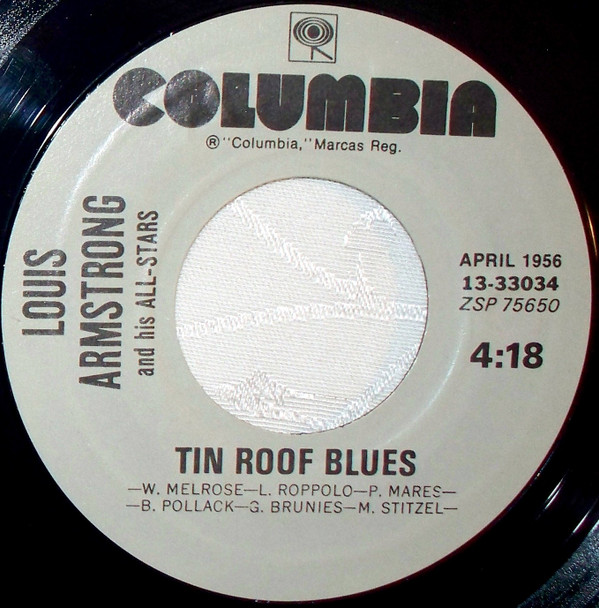 COLUMBIA
®"Columbia," Marcas Reg.
LOUIS
ARMSTRONG
and his ALL-STARS
APRIL 1956
13-33034
ZSP 75650
4:18
TIN ROOF BLUES
—W. MELROSE—L. ROPPOLO—P. MARES—
—B. POLLACK—G. BRUNIES—M. STITZEL—